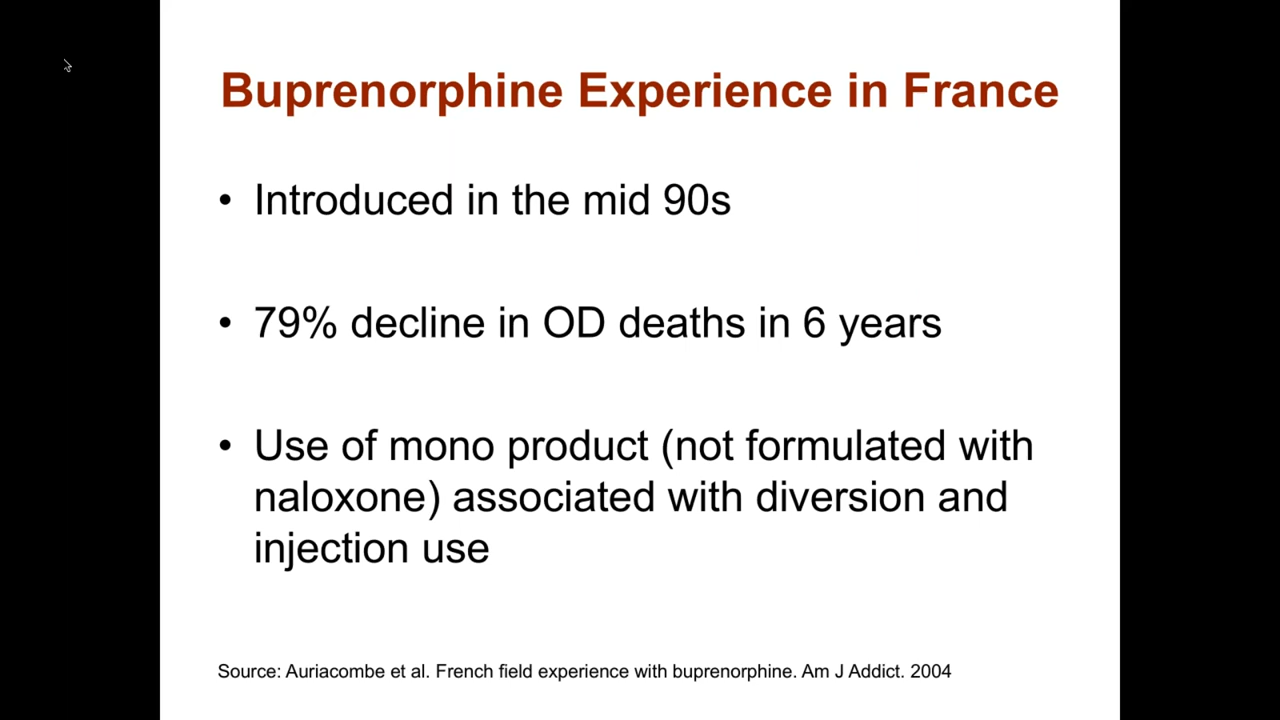 Buprenorphine Experience in France
• Introduced in the mid 90s
• 79% decline in OD deaths in 6 years
• Use of mono product (not formulated with
naloxone) associated with diversion and
injection use
Source: Auriacombe et al. French field experience with buprenorphine. Am J Addict. 2004